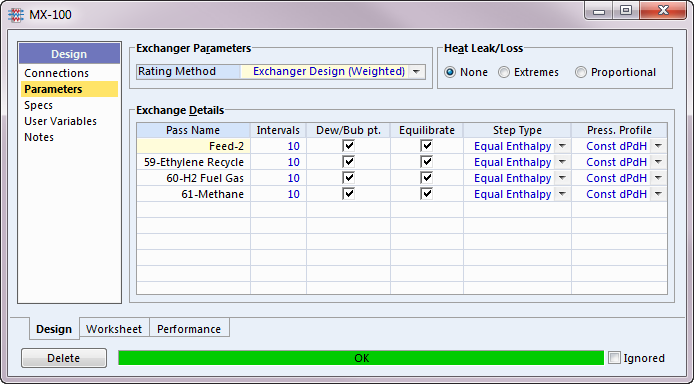 MX-100
Design
Connections
Parameters
Specs
User Variables
Notes
Exchanger Parameters
Rating Method Exchanger Design (Weighted)
Heat Leak/Loss
None Extremes Proportional
Exchange Details
Pass Name Intervals Dew/Bub pt. Equilibrate Step Type Press. Profile
Feed-2 10 Equal Enthalpy Const dPdH
59-Ethylene Recycle 10 Equal Enthalpy Const dPdH
60-H2 Fuel Gas 10 Equal Enthalpy Const dPdH
61-Methane 10 Equal Enthalpy Const dPdH
Design Worksheet Performance
Delete OK Ignored